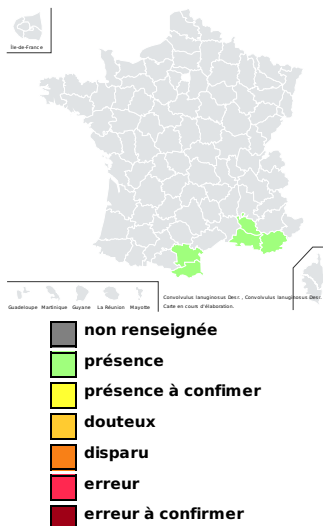 Île-de-France
Guadeloupe Martinique Guyane La Réunion Mayotte
Convolvulus lanuginosus Desr. , Convolvulus lanuginosus Desr.
Carte en cours d'élaboration.
non renseignée
présence
présence à confimer
douteux
disparu
erreur
erreur à confirmer